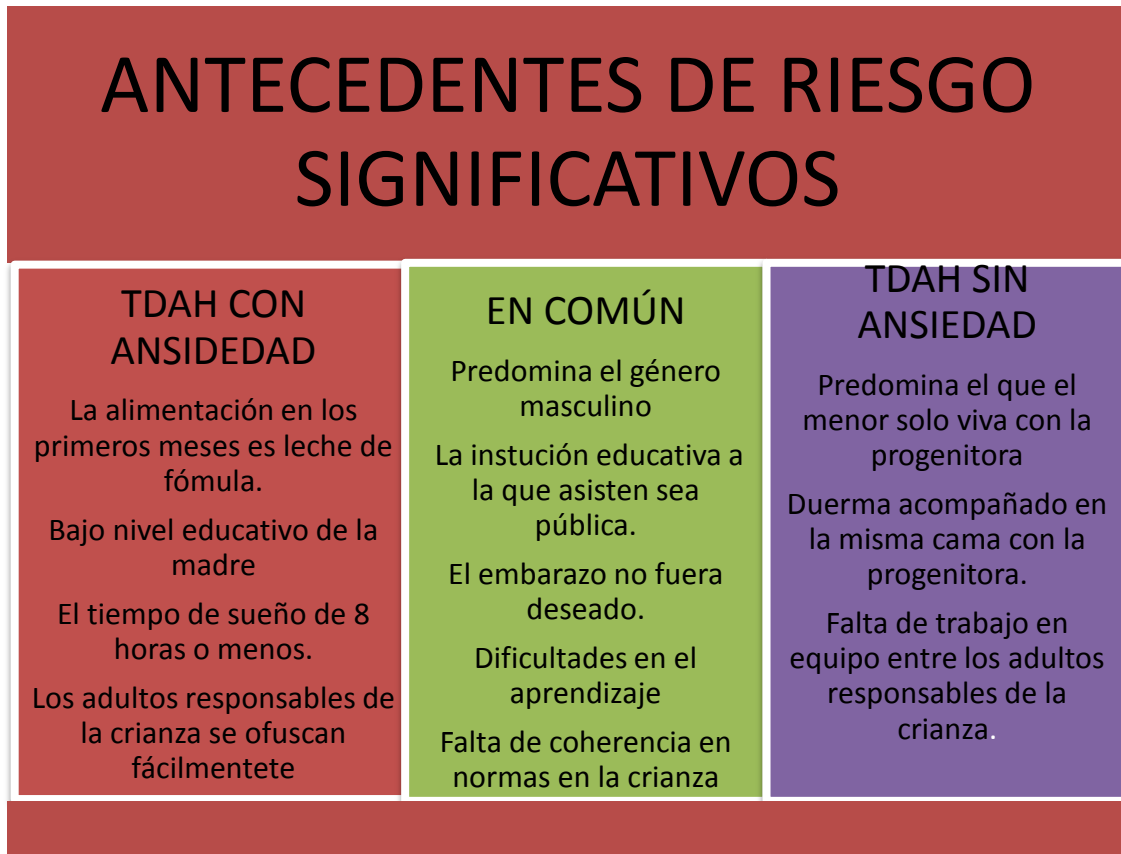 ANTECEDENTES DE RIESGO
SIGNIFICATIVOS
TDAH CON
ANSIDEDAD
La alimentación en los
primeros meses es leche de
fómula.
Bajo nivel educativo de la
madre
El tiempo de sueño de 8
horas o menos.
Los adultos responsables de
la crianza se ofuscan
fácilmentete
EN COMÚN
Predomina el género
masculino
La instución educativa a
la que asisten sea
pública.
El embarazo no fuera
deseado.
Dificultades en el
aprendizaje
Falta de coherencia en
normas en la crianza
TDAH SIN
ANSIEDAD
Predomina el que el
menor solo viva con la
progenitora
Duerma acompañado en
la misma cama con la
progenitora.
Falta de trabajo en
equipo entre los adultos
responsables de la
crianza.